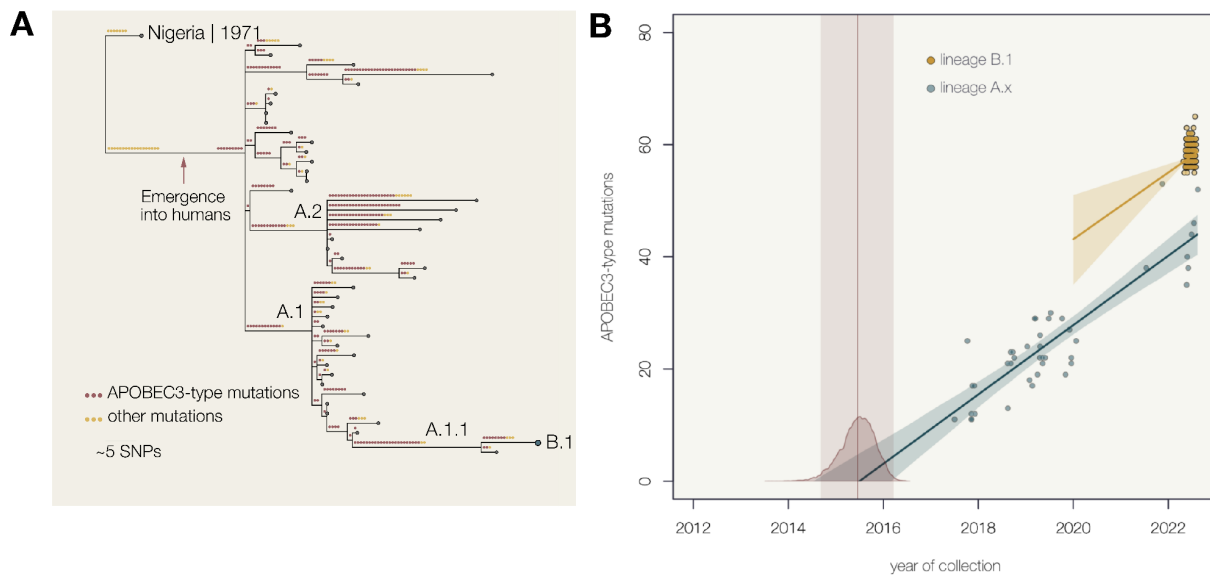 A
Nigeria | 1971
Emergence
into humans
A.2
A.1
APOBEC3-type mutations
other mutations
~5 SNPs
A.1.1
B.1
B
80
60
40
20
0
APOBEC3-type mutations
lineage B.1
lineage A.x
2012
2014
2016
2018
2020
2022
year of collection